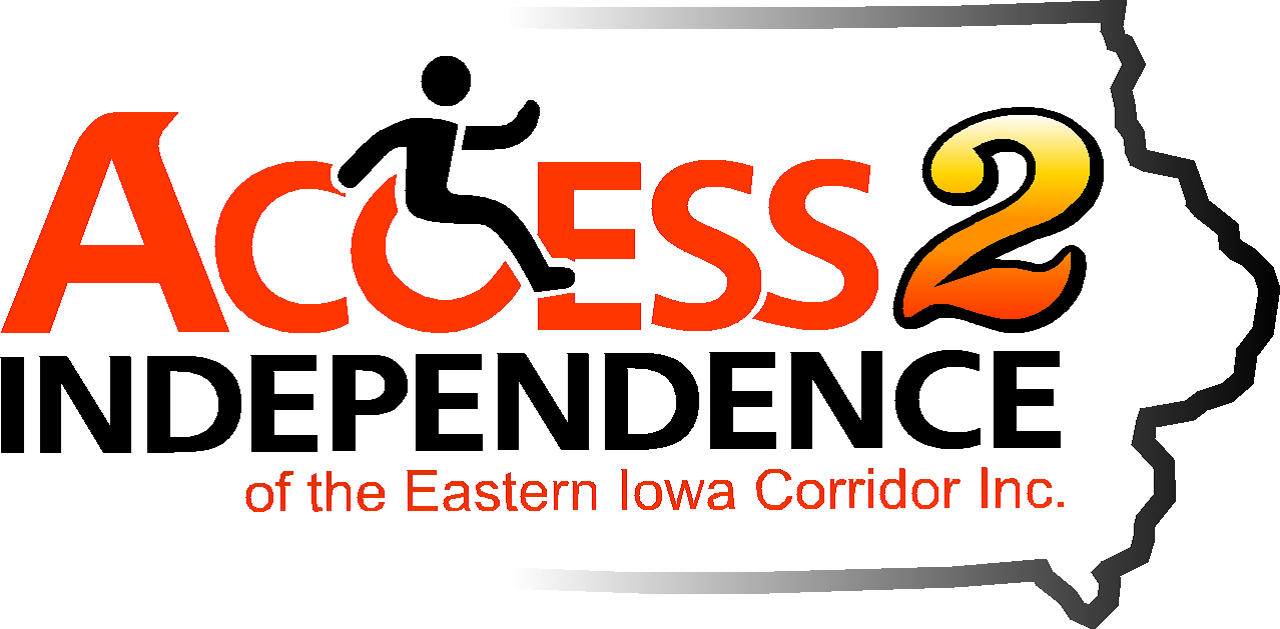 ACCESS 2
INDEPENDENCE
of the Eastern Iowa Corridor Inc.